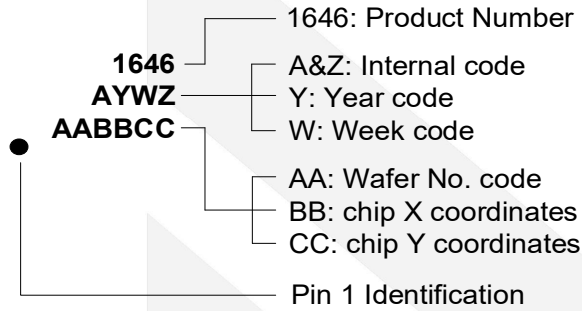 1646: Product Number
1646
A&Z: Internal code
AYWZ
Y: Year code
W: Week code
AABBCC
AA: Wafer No. code
BB: chip X coordinates
CC: chip Y coordinates
Pin 1 Identification